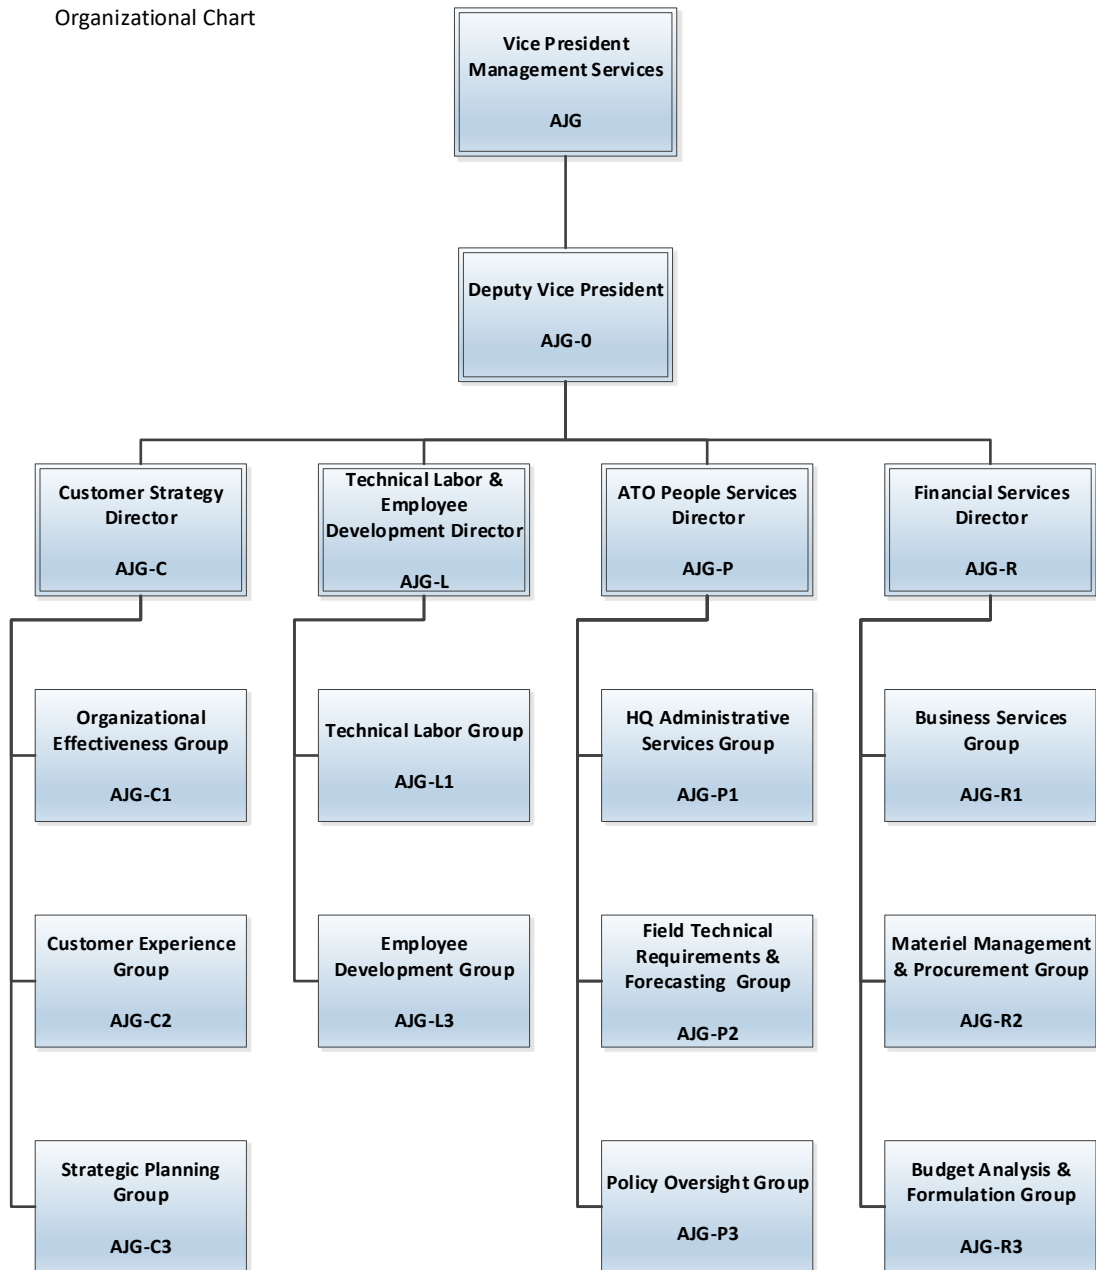 Organizational Chart
Vice President
Management Services
AJG
Deputy Vice President
AJG-0
Customer Strategy
Director
AJG-C
Technical Labor &
Employee
Development Director
AJG-L
ATO People Services
Director
AJG-P
Financial Services
Director
AJG-R
Organizational
Effectiveness Group
AJG-C1
Technical Labor Group
AJG-L1
HQ Administrative
Services Group
AJG-P1
Business Services
Group
AJG-R1
Customer Experience
Group
AJG-C2
Employee
Development Group
AJG-L3
Field Technical
Requirements &
Forecasting  Group
AJG-P2
Materiel Management
& Procurement Group
AJG-R2
Strategic Planning
Group
AJG-C3
Policy Oversight Group
AJG-P3
Budget Analysis &
Formulation Group
AJG-R3